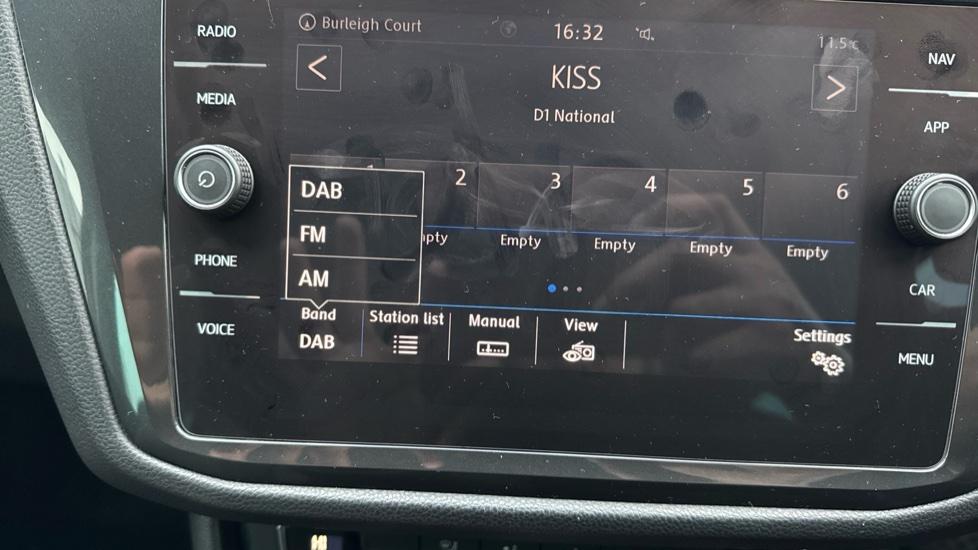 RADIO
MEDIA
PHONE
VOICE
Burleigh Court
16:32
11.5°C
KISS
D1 National
DAB
FM
AM
2
3
4
5
6
Empty
Empty
Empty
Empty
Band
DAB
Station list
Manual
View
Settings
NAV
APP
CAR
MENU